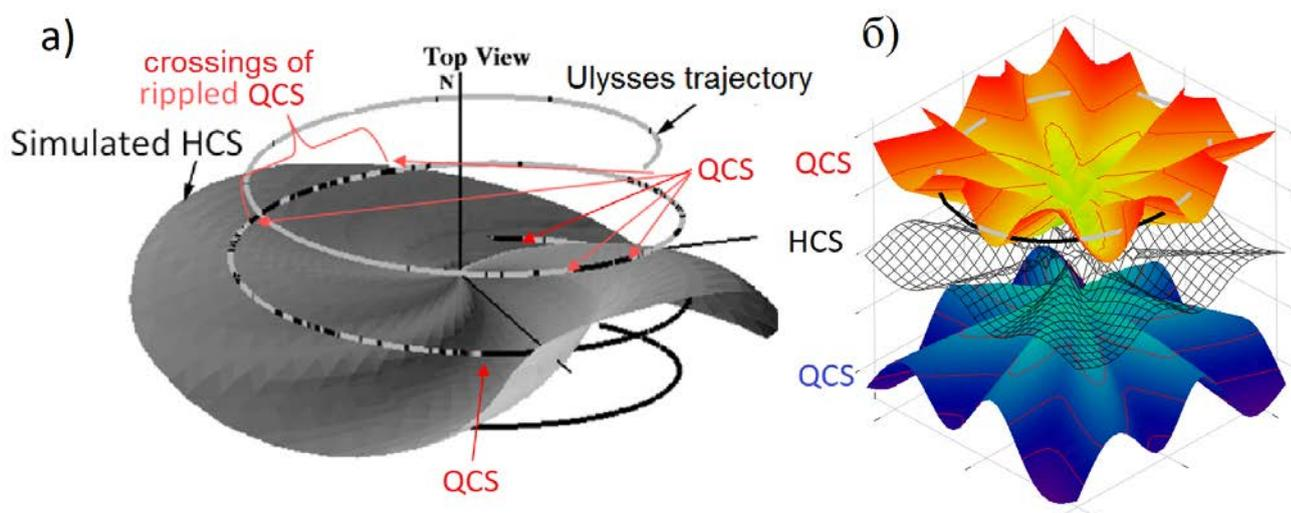 а)
crossings of
rippled QCS
Simulated HCS
Top View
N
Ulysses trajectory
QCS
QCS
б)
QCS
HCS
QCS